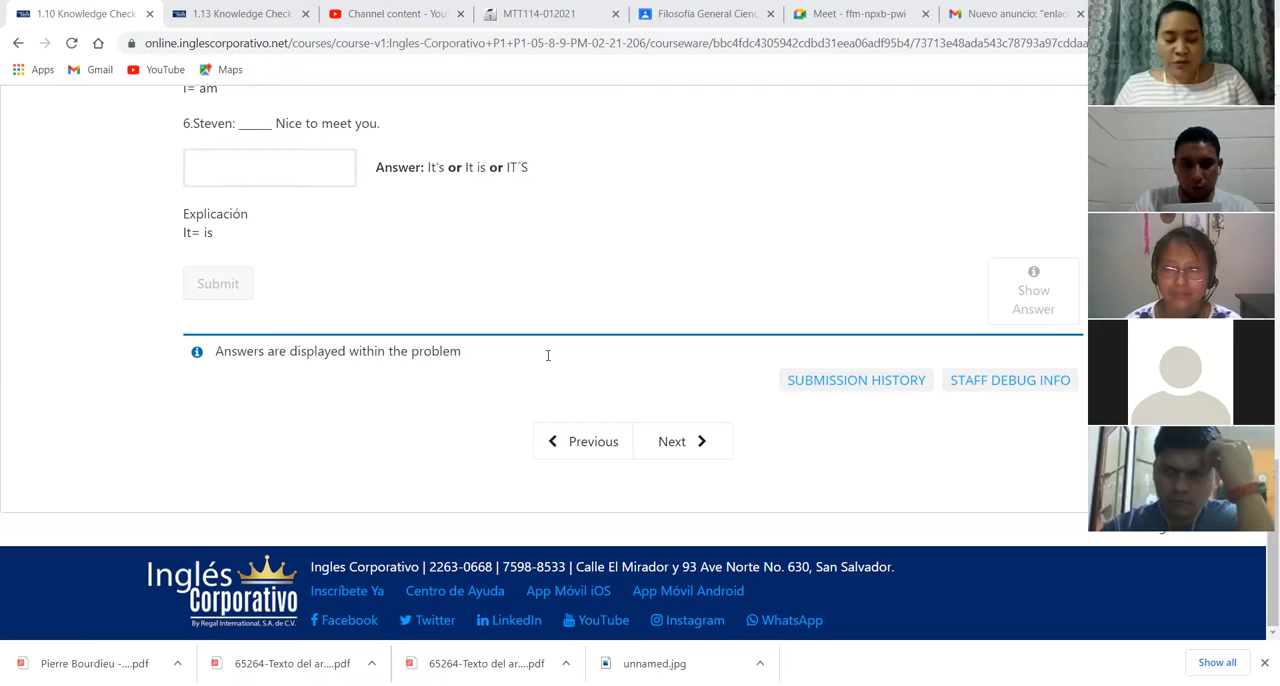 1.10 Knowledge Check
1.13 Knowledge Check
Channel content - You
MTT114-012021
Filosofía General Cienc
Meet - ffm-npxb-pwi
Nuevo anuncio: "enlac
online.inglescorporativo.net/courses/course-v1:Ingles-Corporativo+P1+P1-05-8-9-PM-02-21-206/courseware/bbc4fdc4305942cdbd31eea06adf95b4/73713e48ada543c78793a97cddaa
Apps Gmail YouTube Maps
I= am
6.Steven: _____ Nice to meet you.
Answer: It's or It is or IT´S
Explicación
It= is
Submit
Show
Answer
Answers are displayed within the problem
SUBMISSION HISTORY STAFF DEBUG INFO
Previous Next
Inglés
Corporativo
By Regal International, S.A. de C.V.
Ingles Corporativo | 2263-0668 | 7598-8533 | Calle El Mirador y 93 Ave Norte No. 630, San Salvador.
Inscríbete Ya Centro de Ayuda App Móvil iOS App Móvil Android
Facebook Twitter LinkedIn YouTube Instagram WhatsApp
Pierre Bourdieu -....pdf
65264-Texto del ar....pdf
65264-Texto del ar....pdf
unnamed.jpg
Show all